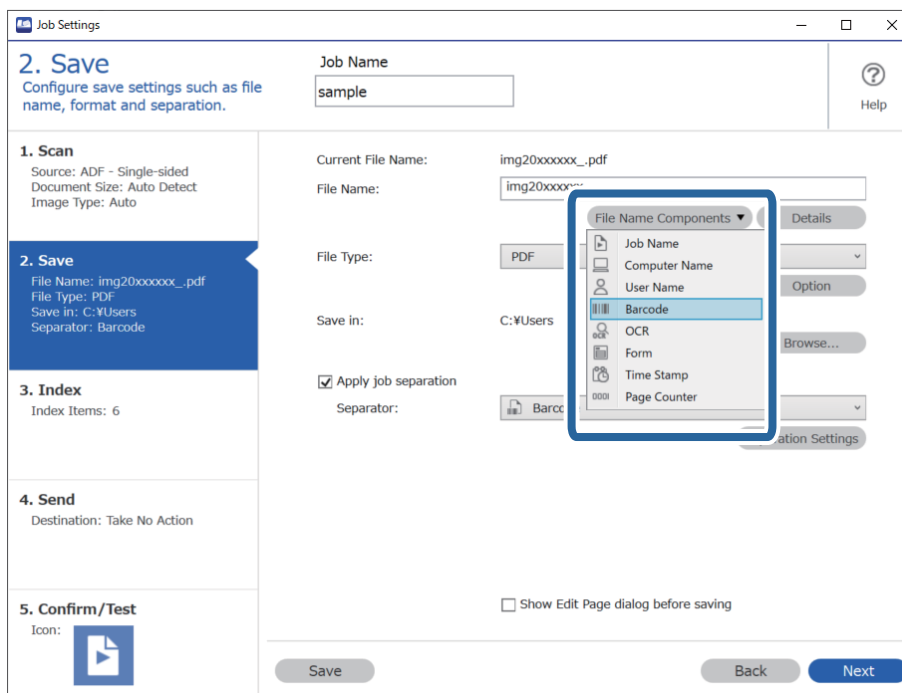 Job Settings
2. Save
Configure save settings such as file
name, format and separation.
Job Name
sample
Help
1. Scan
Source: ADF - Single-sided
Document Size: Auto Detect
Image Type: Auto
2. Save
File Name: img20xxxxxx_.pdf
File Type: PDF
Save in: C:¥Users
Separator: Barcode
3. Index
Index Items: 6
4. Send
Destination: Take No Action
5. Confirm/Test
Icon:
Current File Name: img20xxxxxx_.pdf
File Name: img20xxxxxx
File Name Components ▼ Details
Job Name
Computer Name
User Name
Barcode
OCR
Form
Time Stamp
Page Counter
File Type: PDF
Option
Save in: C:¥Users
Browse...
Apply job separation
Separator:
Settings
Show Edit Page dialog before saving
Save
Back
Next